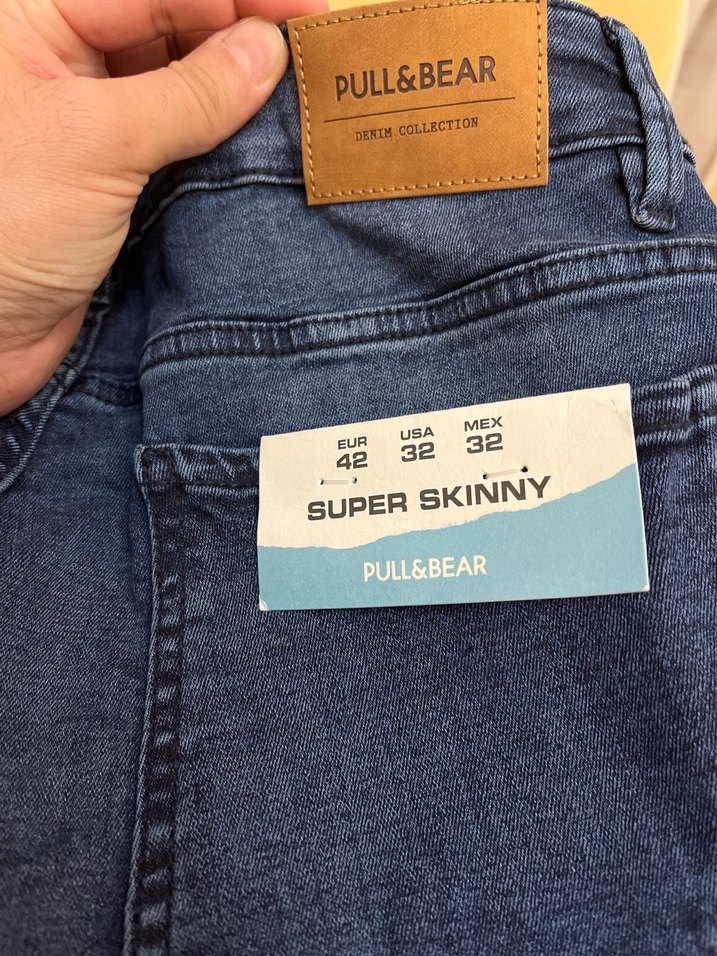 PULL&BEAR
DENIM COLLECTION
EUR USA MEX
42 32 32
SUPER SKINNY
PULL&BEAR